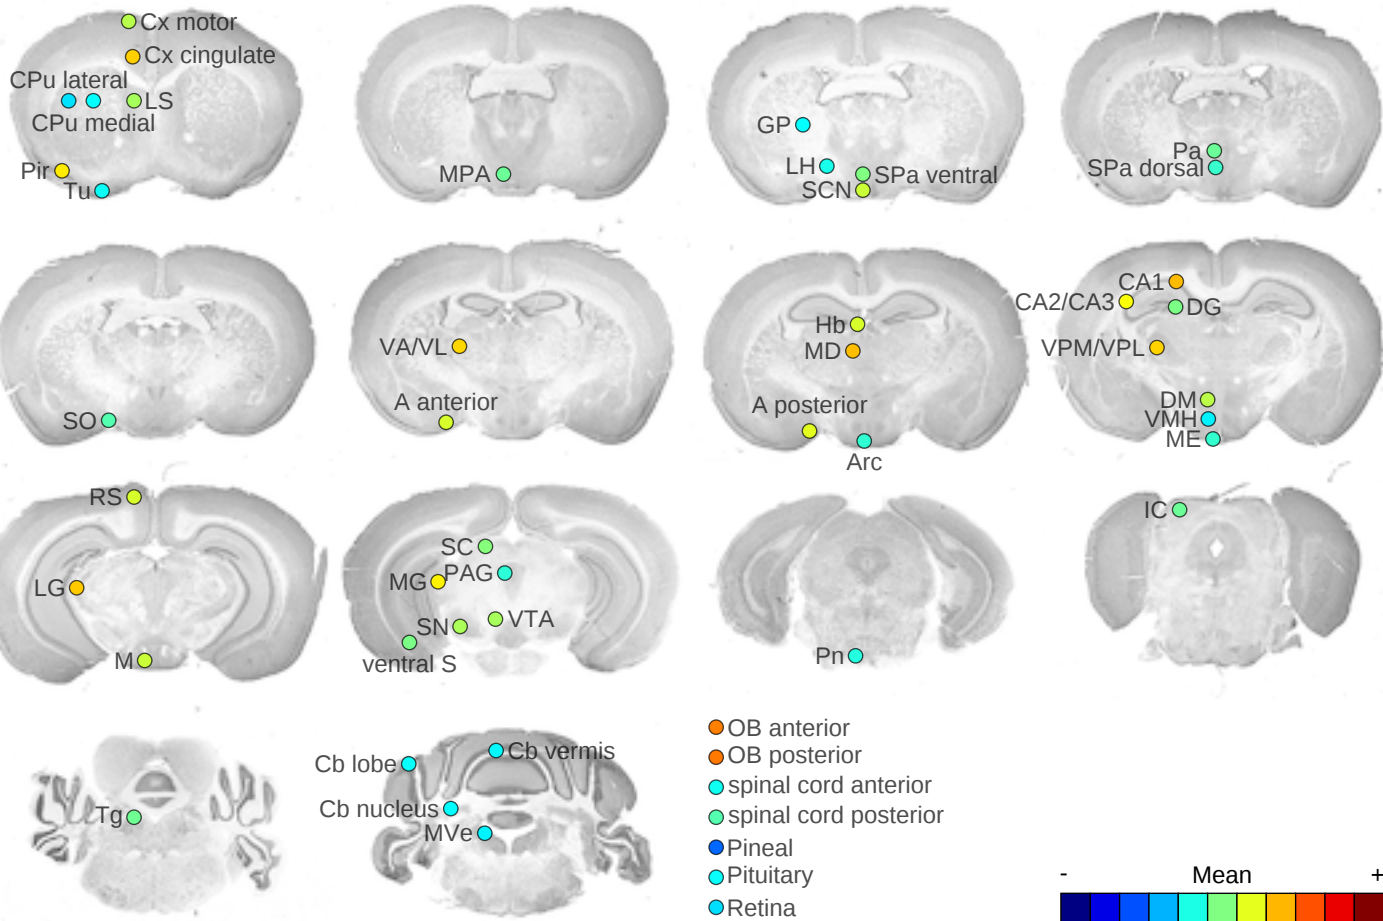 Cx motor
Cx cingulate
CPu lateral
LS
CPu medial
Pir
Tu
MPA
GP
LH
SPa ventral
SCN
Pa
SPa dorsal
SO
VA/VL
A anterior
Hb
MD
A posterior
Arc
CA1
CA2/CA3
DG
VPM/VPL
DM
VMH
ME
RS
LG
M
SC
PAG
MG
SN
VTA
ventral S
Pn
IC
Tg
Cb lobe
Cb vermis
Cb nucleus
MVe
OB anterior
OB posterior
spinal cord anterior
spinal cord posterior
Pineal
Pituitary
Retina
- Mean +